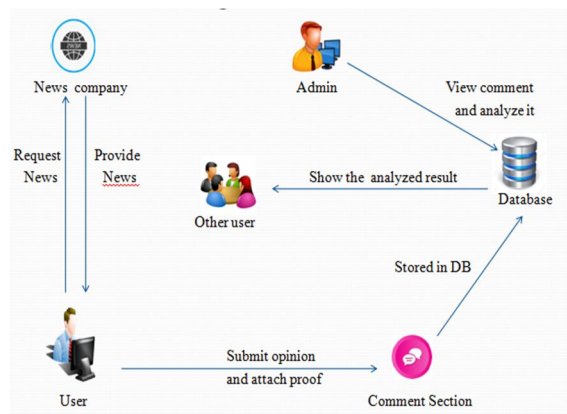 NEWS
News company
Admin
View comment
and analyze it
Request
News
Provide
News
Show the analyzed result
Database
Other user
Stored in DB
Submit opinion
and attach proof
User
Comment Section